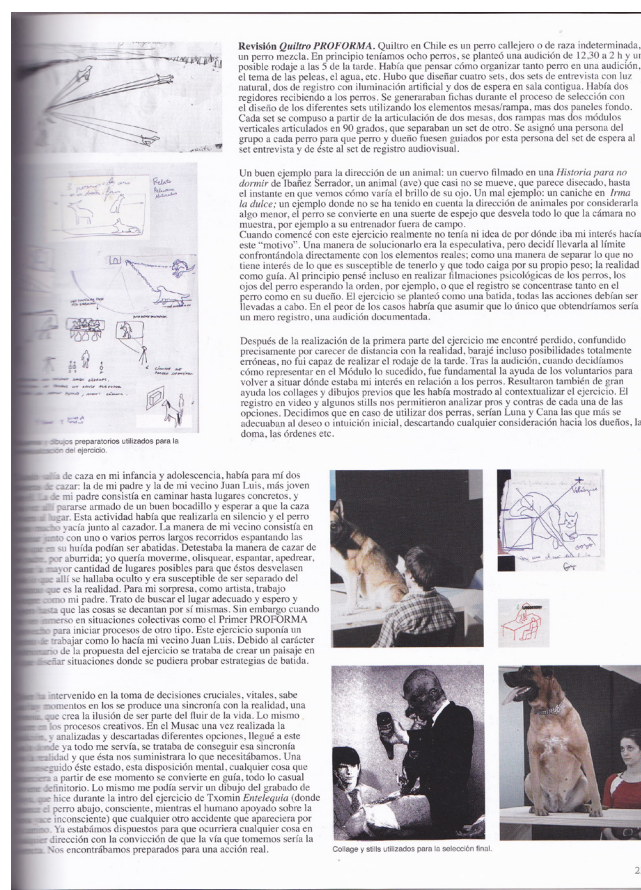 Revisión Quiltro PROFORMA. Quiltro en Chile es un perro callejero o de raza indeterminada,
un perro mezcla. En principio teníamos ocho perros, se planteó una audición de 12,30 a 2 h y un
posible rodaje a las 5 de la tarde. Había que pensar cómo organizar tanto perro en una audición,
el tema de las peleas, el agua, etc. Hubo que diseñar cuatro sets, dos sets de entrevista con luz
natural, dos de registro con iluminación artificial y dos de espera en sala contigua. Había dos
regidores recibiendo a los perros. Se generaraban fichas durante el proceso de selección con
el diseño de los diferentes sets utilizando los elementos mesas/rampa, mas dos paneles fondo.
Cada set se compuso a partir de la articulación de dos mesas, dos rampas mas dos módulos
verticales articulados en 90 grados, que separaban un set de otro. Se asignó una persona del
grupo a cada perro para que perro y dueño fuesen guiados por esta persona del set de espera al
set entrevista y de éste al set de registro audiovisual.
Un buen ejemplo para la dirección de un animal: un cuervo filmado en una Historia para no
dormir de Ibañez Serrador, un animal (ave) que casi no se mueve, que parece disecado, hasta
el instante en que vemos cómo varía el brillo de su ojo. Un mal ejemplo: un caniche en Irma
la dulce; un ejemplo donde no se ha tenido en cuenta la dirección de animales por considerarla
algo menor, el perro se convierte en una suerte de espejo que desvela todo lo que la cámara no
muestra, por ejemplo a su entrenador fuera de campo.
Cuando comencé con este ejercicio realmente no tenía ni idea de por dónde iba mi interés hacía
este “motivo”. Una manera de solucionarlo era la especulativa, pero decidí llevarla al límite
confrontándola directamente con los elementos reales; como una manera de separar lo que no
tiene interés de lo que es susceptible de tenerlo y que todo caiga por su propio peso; la realidad
como guía. Al principio pensé incluso en realizar filmaciones psicológicas de los perros, los
ojos del perro esperando la orden, por ejemplo, o que el registro se concentrase tanto en el
perro como en su dueño. El ejercicio se planteó como una batida, todas las acciones debían ser
llevadas a cabo. En el peor de los casos habría que asumir que lo único que obtendríamos sería
un mero registro, una audición documentada.
Después de la realización de la primera parte del ejercicio me encontré perdido, confundido
precisamente por carecer de distancia con la realidad, barajé incluso posibilidades totalmente
erróneas, no fui capaz de realizar el rodaje de la tarde. Tras la audición, cuando decidíamos
cómo representar en el Módulo lo sucedido, fue fundamental la ayuda de los voluntarios para
volver a situar dónde estaba mi interés en relación a los perros. Resultaron también de gran
ayuda los collages y dibujos previos que les había mostrado al contextualizar el ejercicio. El
registro en video y algunos stills nos permitieron analizar pros y contras de cada una de las
opciones. Decidimos que en caso de utilizar dos perras, serían Luna y Cana las que más se
adecuaban al deseo o intuición inicial, descartando cualquier consideración hacia los dueños, la
doma, las órdenes etc.
dibujos preparatorios utilizados para la
del ejercicio.
de caza en mi infancia y adolescencia, había para mí dos
de cazar: la de mi padre y la de mi vecino Juan Luis, más joven
de mi padre consistía en caminar hasta lugares concretos, y
pararse armado de un buen bocadillo y esperar a que la caza
lugar. Esta actividad había que realizarla en silencio y el perro
yacía junto al cazador. La manera de mi vecino consistía en
con uno o varios perros largos recorridos espantando las
en su huída podían ser abatidas. Detestaba la manera de cazar de
por aburrida; yo quería moverme, olisquear, espantar, apedrear,
mayor cantidad de lugares posibles para que éstos desvelasen
allí se hallaba oculto y era susceptible de ser separado del
que es la realidad. Para mi sorpresa, como artista, trabajo
como mi padre. Trato de buscar el lugar adecuado y espero y
que las cosas se decantan por sí mismas. Sin embargo cuando
inmerso en situaciones colectivas como el Primer PROFORMA
para iniciar procesos de otro tipo. Este ejercicio suponía un
de trabajar como lo hacía mi vecino Juan Luis. Debido al carácter
de la propuesta del ejercicio se trataba de crear un paisaje en
diseñar situaciones donde se pudiera probar estrategias de batida.
intervenido en la toma de decisiones cruciales, vitales, sabe
momentos en los se produce una sincronía con la realidad, una
que crea la ilusión de ser parte del fluir de la vida. Lo mismo
los procesos creativos. En el Musac una vez realizada la
y analizadas y descartadas diferentes opciones, llegué a este
donde ya todo me servía, se trataba de conseguir esa sincronía
realidad y que ésta nos suministrara lo que necesitábamos. Una
éste estado, esta disposición mental, cualquier cosa que
a partir de ese momento se convierte en guía, todo lo casual
definitorio. Lo mismo me podía servir un dibujo del grabado de
que hice durante la intro del ejercicio de Txomin Entelequia (donde
el perro abajo, consciente, mientras el humano apoyado sobre la
inconsciente) que cualquier otro accidente que apareciera por
Ya estabámos dispuestos para que ocurriera cualquier cosa en
dirección con la convicción de que la vía que tomemos sería la
Nos encontrábamos preparados para una acción real.
Collage y stills utilizados para la selección final.
2